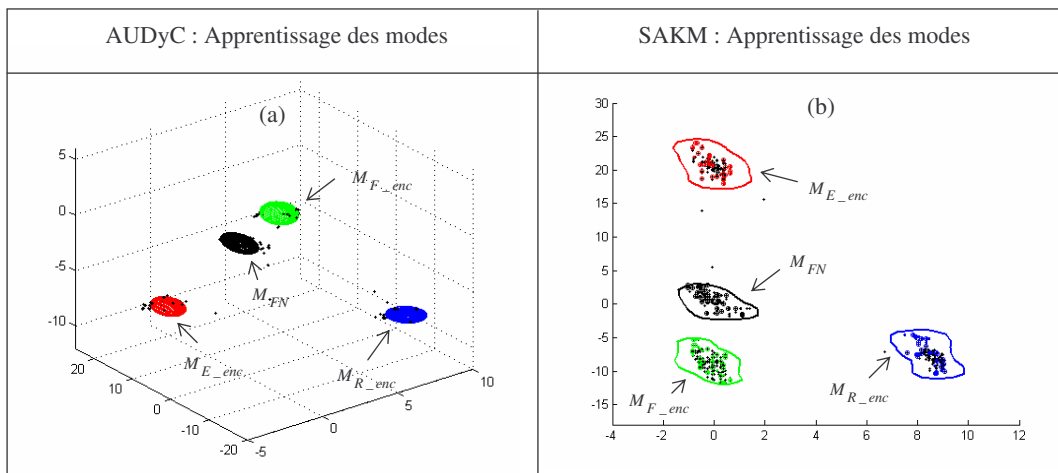 AUDyC : Apprentissage des modes
SAKM : Apprentissage des modes
(a)
5
0
-5
-10
20
10
0
-10
-20
-5
0
5
10
M_F_enc
M_FN
M_E_enc
M_R_enc
(b)
30
25
20
15
10
5
0
-5
-10
-15
-4
-2
0
2
4
6
8
10
12
M_E_enc
M_FN
M_F_enc
M_R_enc